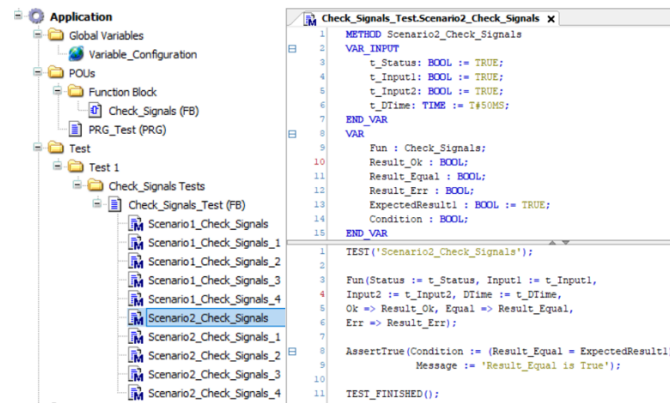 Application
Global Variables
Variable_Configuration
POUs
Function Block
Check_Signals (FB)
PRG_Test (PRG)
Test
Test 1
Check_Signals Tests
Check_Signals_Test (FB)
Scenario1_Check_Signals
Scenario1_Check_Signals_1
Scenario1_Check_Signals_2
Scenario1_Check_Signals_3
Scenario1_Check_Signals_4
Scenario2_Check_Signals
Scenario2_Check_Signals_1
Scenario2_Check_Signals_2
Scenario2_Check_Signals_3
Scenario2_Check_Signals_4
Check_Signals_Test.Scenario2_Check_Signals x
1 METHOD Scenario2_Check_Signals
2 VAR_INPUT
3 t_Status: BOOL := TRUE;
4 t_Input1: BOOL := TRUE;
5 t_Input2: BOOL := TRUE;
6 t_DTime: TIME := T#50MS;
7 END_VAR
8 VAR
9 Fun : Check_Signals;
10 Result_Ok : BOOL;
11 Result_Equal : BOOL;
12 Result_Err : BOOL;
13 ExpectedResult1 : BOOL := TRUE;
14 Condition : BOOL;
15 END_VAR
1 TEST('Scenario2_Check_Signals');
2
3 Fun(Status := t_Status, Input1 := t_Input1,
4 Input2 := t_Input2, DTime := t_DTime,
5 Ok => Result_Ok, Equal => Result_Equal,
6 Err => Result_Err);
7
8 AssertTrue(Condition := (Result_Equal = ExpectedResult1)
9 Message := 'Result_Equal is True');
10
11 TEST_FINISHED();